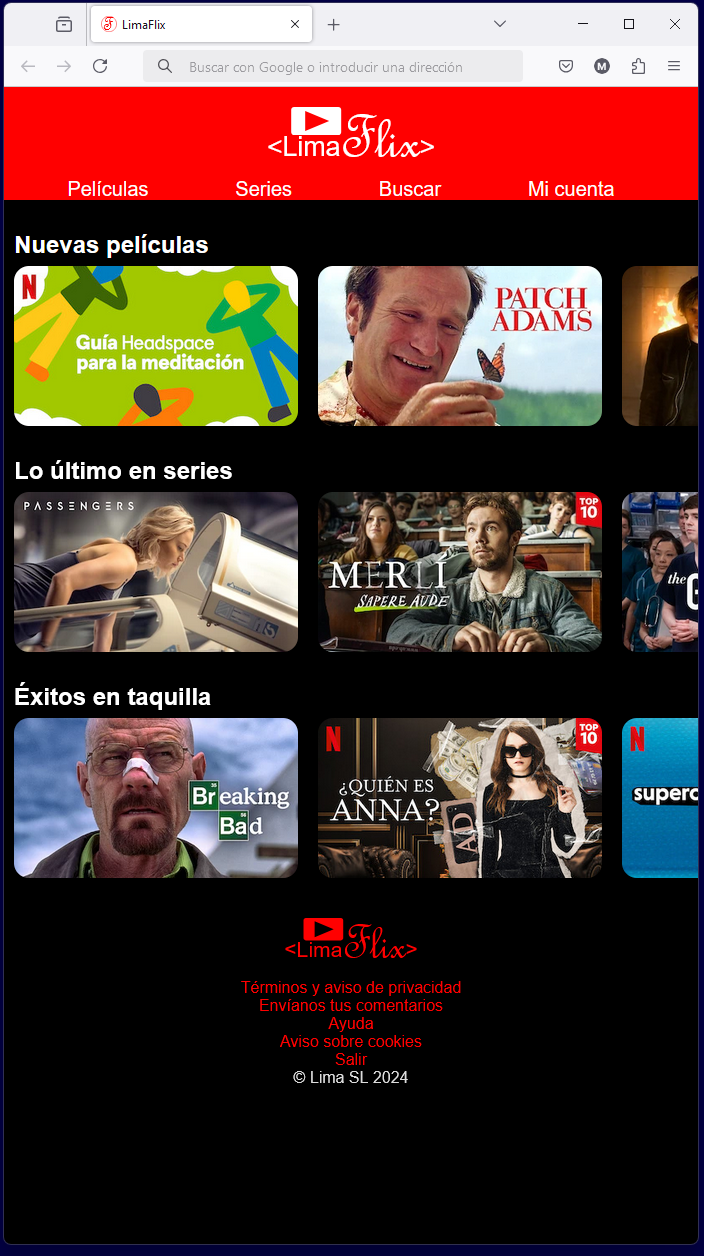 LimaFlix
Buscar con Google o introducir una dirección
M
<LimaFlix>
Películas Series Buscar Mi cuenta
Nuevas películas
N
Guía Headspace
para la meditación
PATCH
ADAMS
Lo último en series
PASSENGERS
TOP
10
MERLÍ
SAPERE AUDE
the
G
Éxitos en taquilla
35
Breaking
56
Bad
N
TOP
10
¿QUIÉN ES
ANNA?
AD
N
superc
<LimaFlix>
Términos y aviso de privacidad
Envíanos tus comentarios
Ayuda
Aviso sobre cookies
Salir
© Lima SL 2024